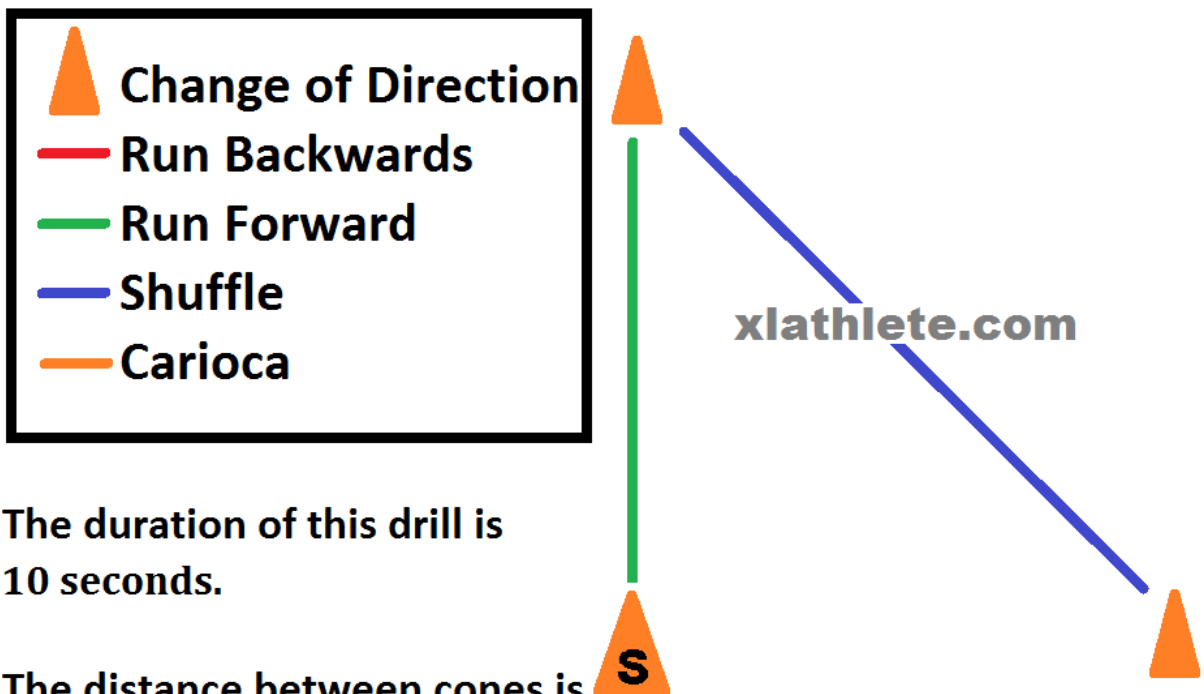 Change of Direction
Run Backwards
Run Forward
Shuffle
Carioca
xlathlete.com
The duration of this drill is
10 seconds.
The distance between cones is
S